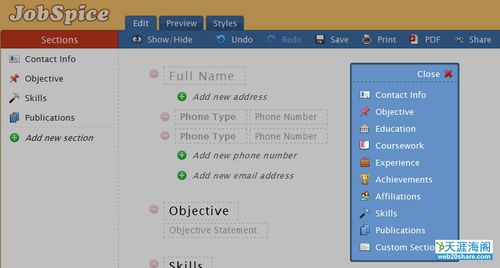 JobSpice
Edit Preview Styles
Sections Show/Hide Undo Redo Save Print PDF Share
Contact Info
Objective
Skills
Publications
Add new section
Full Name
Add new address
Phone Type Phone Number
Phone Type Phone Number
Add new phone number
Add new email address
Objective
Objective Statement
Skills
Close
Contact Info
Objective
Education
Coursework
Experience
Achievements
Affiliations
Skills
Publications
Custom Section
天涯海阁
web20share.com